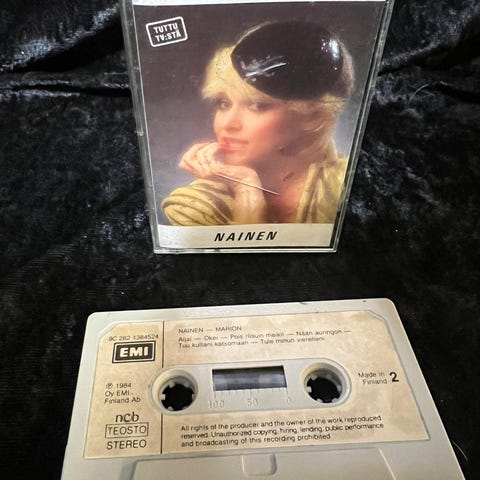 TUTTU
TV:STÄ
NAINEN
9C 262 1384524
NAINEN — MARION
Aijai — Okei — Pois riisuin meikit — Nään auringon —
Tuu kultani katsomaan — Tule minun viereeni
EMI
℗ 1984
Oy EMI
Finland Ab
Made in
Finland 2
100 50 0
ncb
TEOSTO
STEREO
All rights of the producer and the owner of the work reproduced
reserved. Unauthorized copying, hiring, lending, public performance
and broadcasting of this recording prohibited